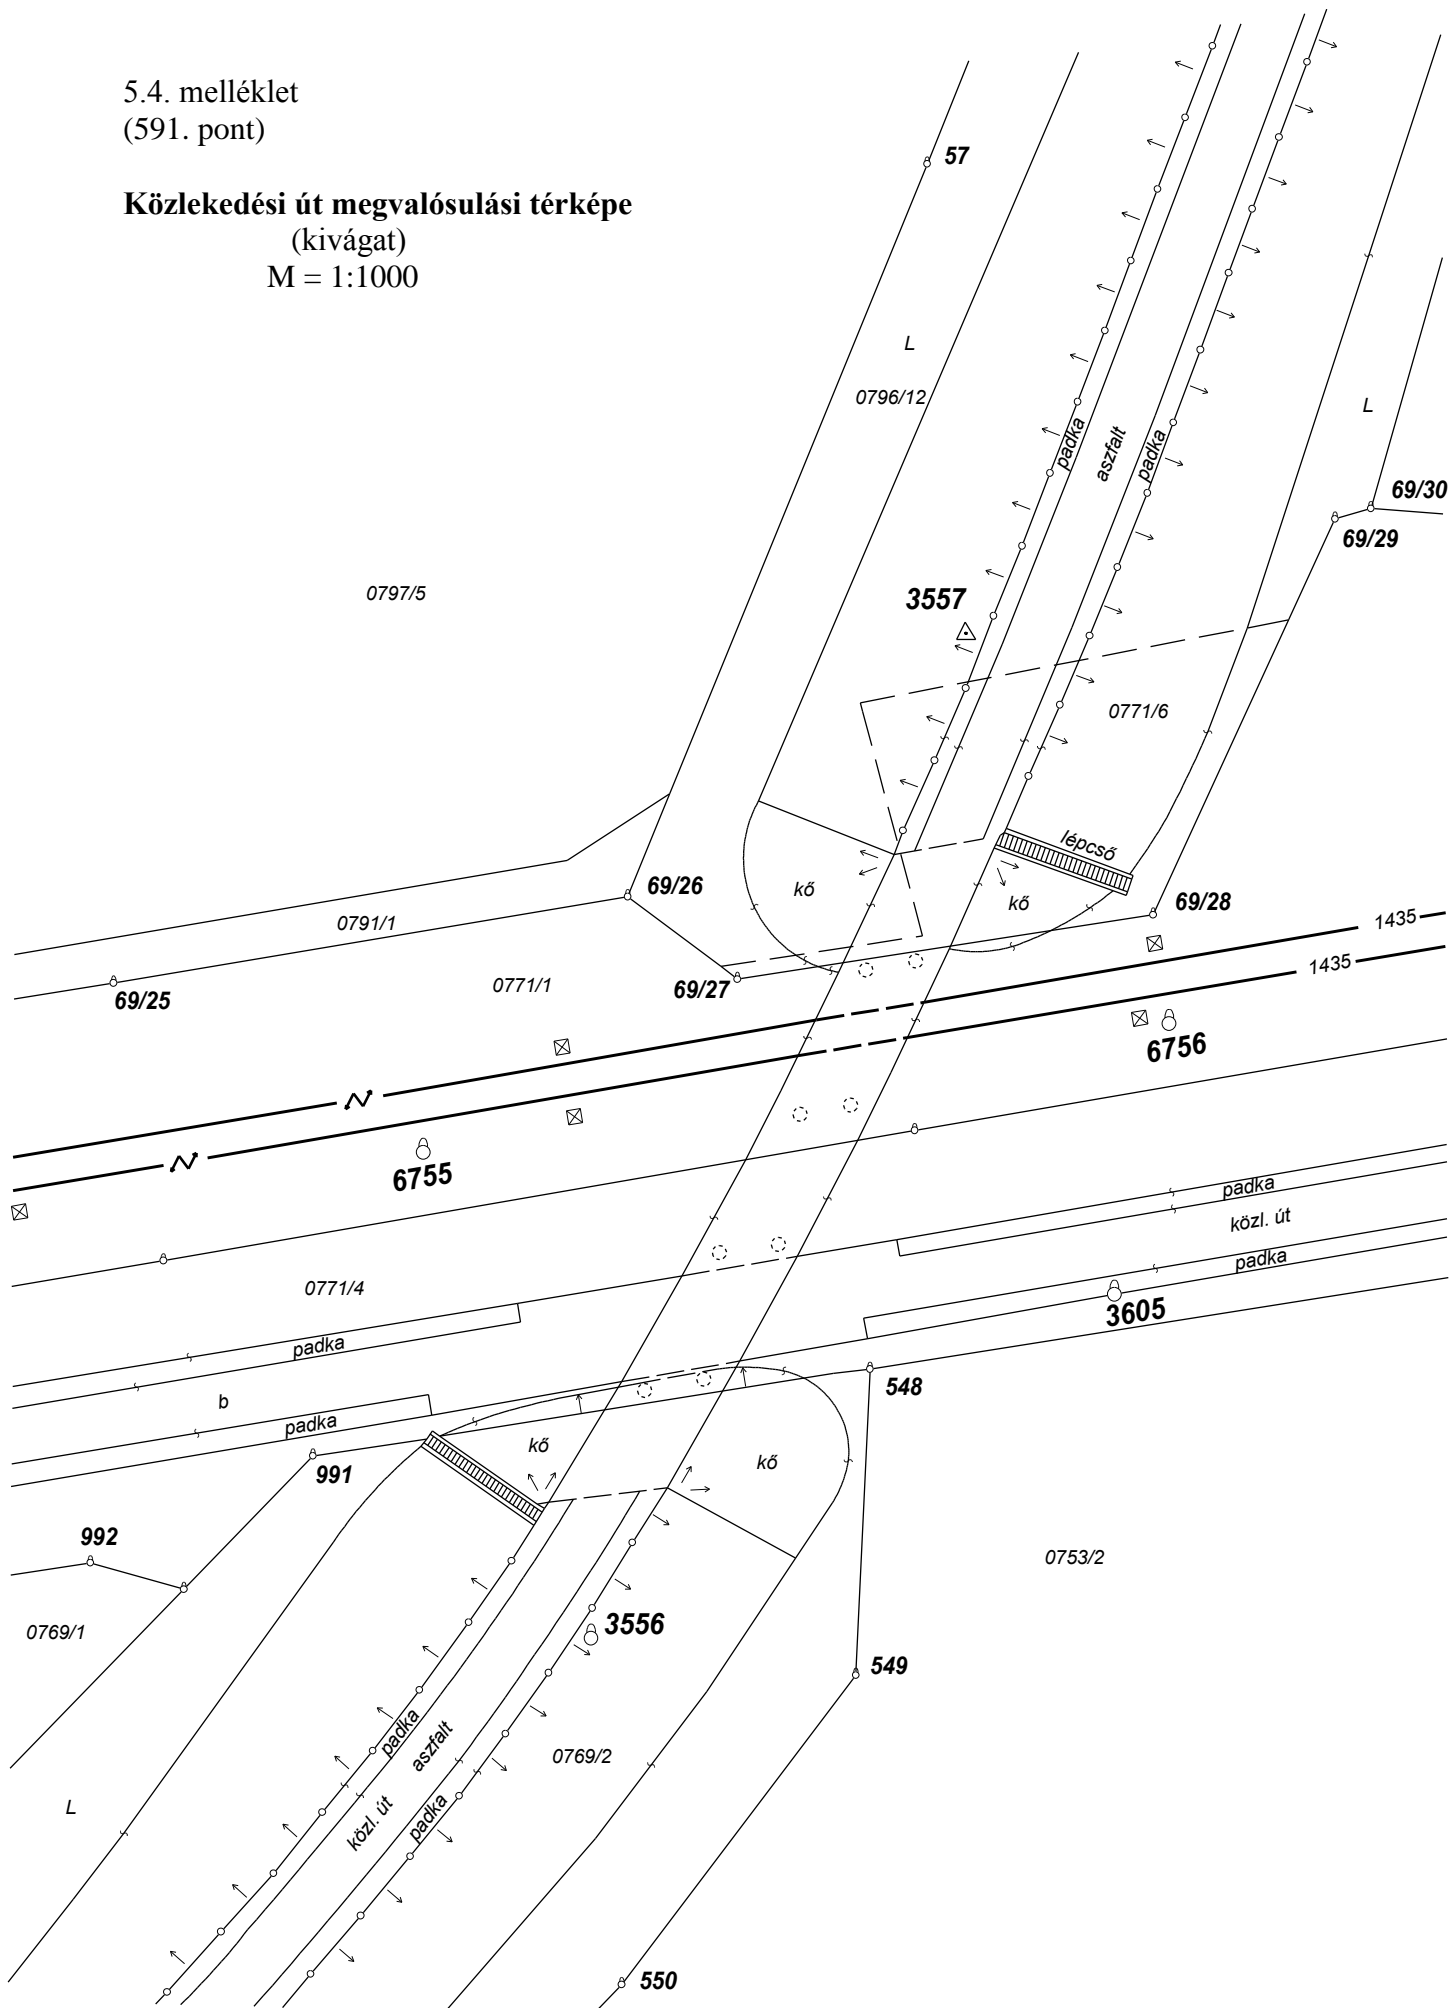 5.4. melléklet
(591. pont)
Közlekedési út megvalósulási térképe
(kivágat)
M = 1:1000
57
L
0796/12
padka
aszfalt
padka
L
69/30
69/29
0797/5
3557
0771/6
lépcső
69/26
kő
kő
69/28
0791/1
1435
69/25
0771/1
69/27
1435
6756
6755
padka
közl. út
padka
0771/4
3605
padka
b
548
padka
kő
kő
991
992
0753/2
0769/1
3556
549
padka
aszfalt
0769/2
L
közl. út
padka
550